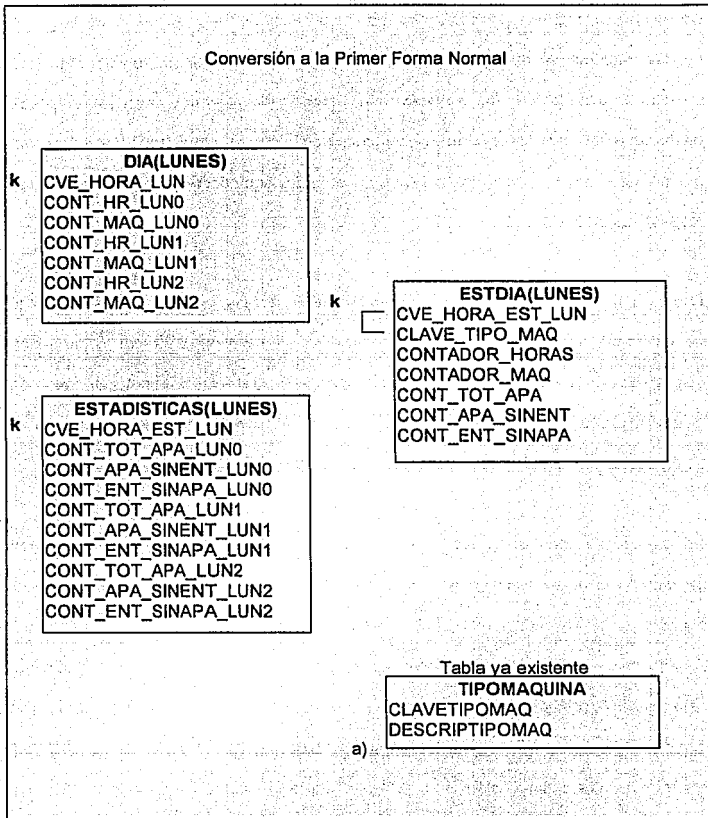 Conversión a la Primer Forma Normal
DIA(LUNES)
k
CVE_HORA_LUN
CONT_HR_LUN0
CONT_MAQ_LUN0
CONT_HR_LUN1
CONT_MAQ_LUN1
CONT_HR_LUN2
CONT_MAQ_LUN2
k
ESTDIA(LUNES)
CVE_HORA_EST_LUN
CLAVE_TIPO_MAQ
CONTADOR_HORAS
CONTADOR_MAQ
CONT_TOT_APA
CONT_APA_SINENT
CONT_ENT_SINAPA
ESTADISTICAS(LUNES)
k
CVE_HORA_EST_LUN
CONT_TOT_APA_LUN0
CONT_APA_SINENT_LUN0
CONT_ENT_SINAPA_LUN0
CONT_TOT_APA_LUN1
CONT_APA_SINENT_LUN1
CONT_ENT_SINAPA_LUN1
CONT_TOT_APA_LUN2
CONT_APA_SINENT_LUN2
CONT_ENT_SINAPA_LUN2
Tabla ya existente
TIPOMAQUINA
CLAVETIPOMAQ
DESCRIPTIPOMAQ
a)